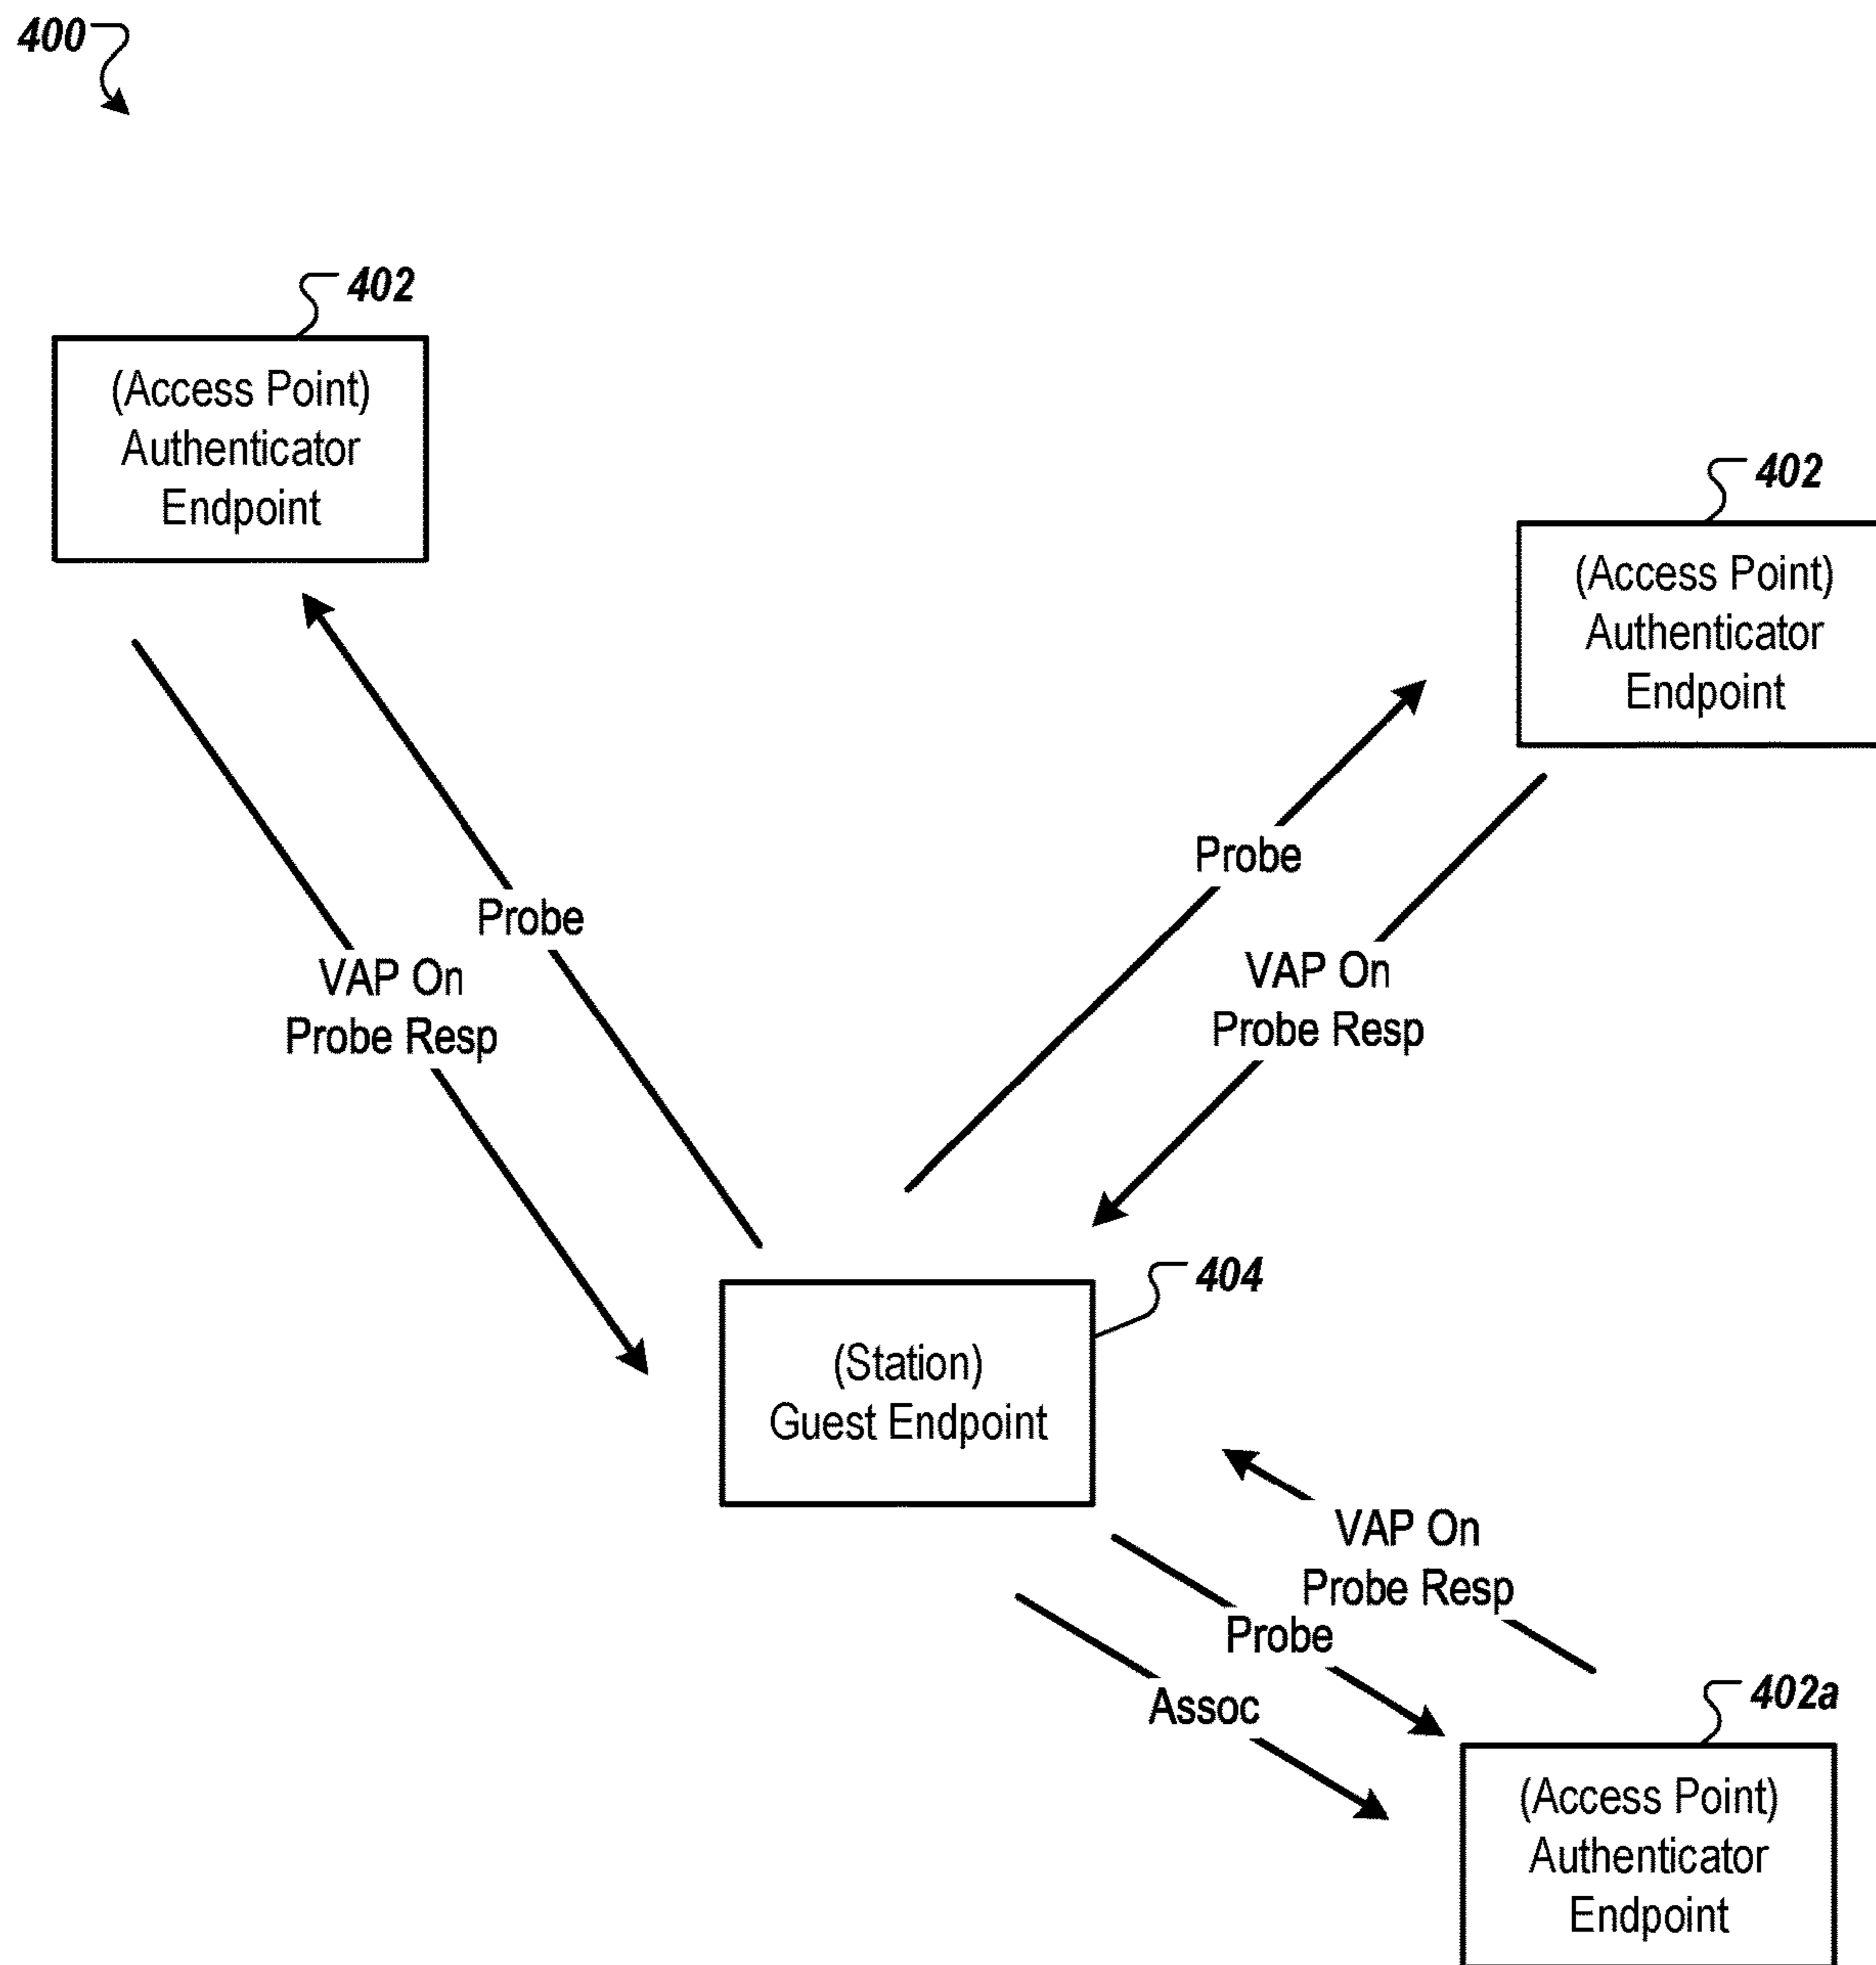 400
402
(Access Point)
Authenticator
Endpoint
402
(Access Point)
Authenticator
Endpoint
Probe
Probe
VAP On
Probe Resp
VAP On
Probe Resp
404
(Station)
Guest Endpoint
VAP On
Probe Resp
Probe
Assoc
402a
(Access Point)
Authenticator
Endpoint